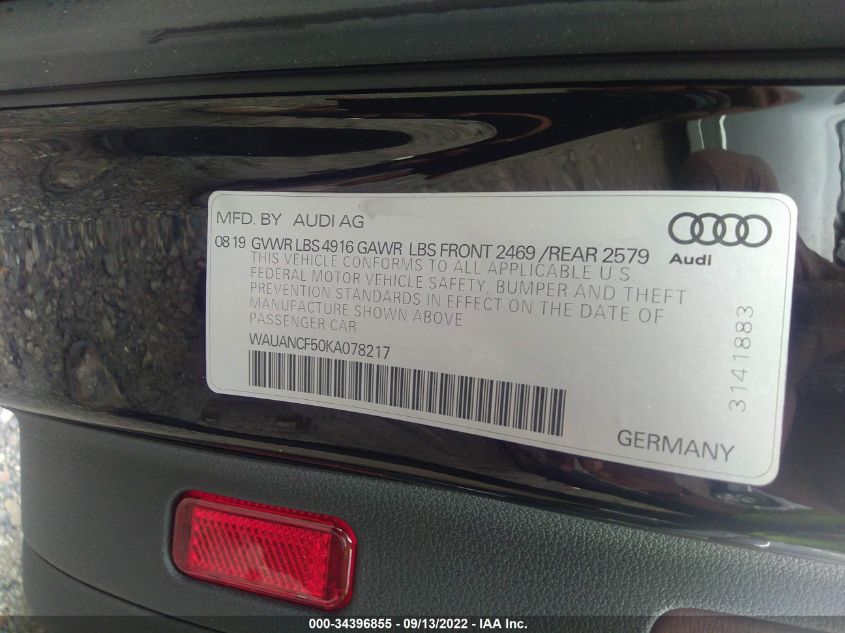 MFD. BY AUDI AG
08 19 GVWR LBS 4916 GAWR LBS FRONT 2469 /REAR 2579
THIS VEHICLE CONFORMS TO ALL APPLICABLE U.S.
FEDERAL MOTOR VEHICLE SAFETY, BUMPER AND THEFT
PREVENTION STANDARDS IN EFFECT ON THE DATE OF
MANUFACTURE SHOWN ABOVE
PASSENGER CAR
WAUANCF50KA078217
Audi
3141883
GERMANY
000-34396855 - 09/13/2022 - IAAI Inc.